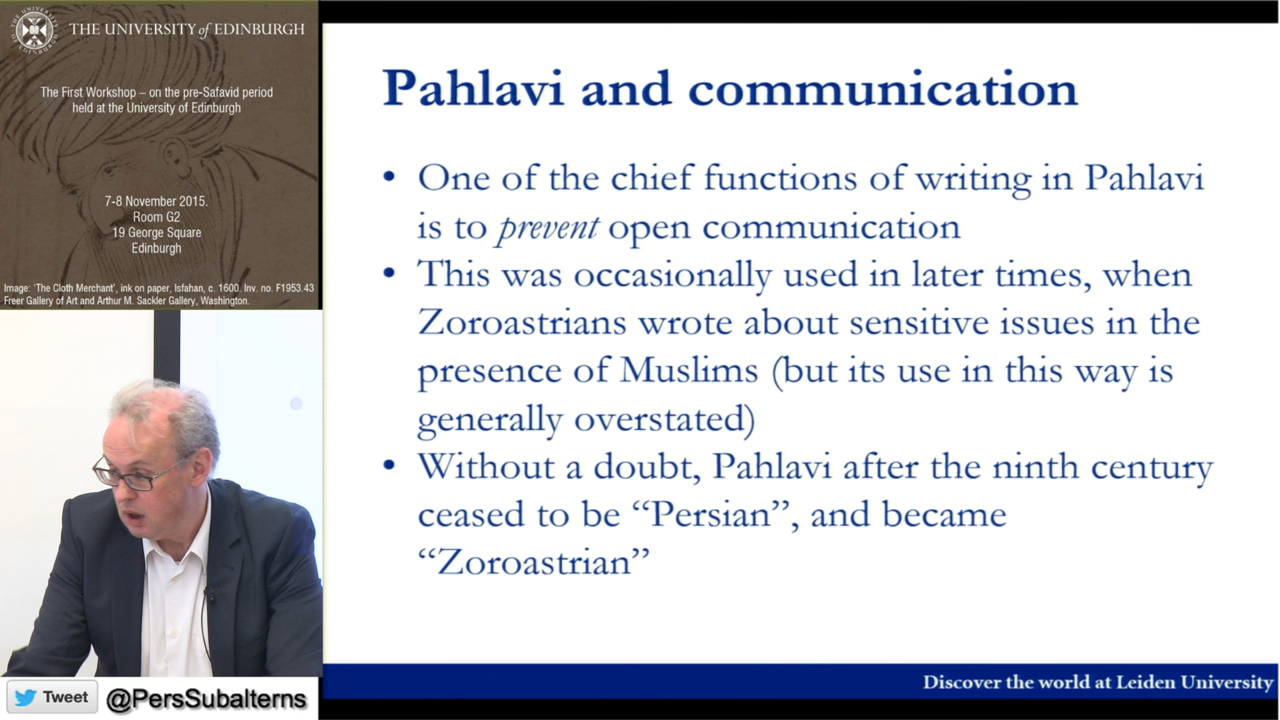 THE UNIVERSITY of EDINBURGH
The First Workshop – on the pre-Safavid period
held at the University of Edinburgh
7-8 November 2015.
Room G2
19 George Square
Edinburgh
Image: 'The Cloth Merchant', ink on paper, Isfahan, c. 1600. Inv. no. F1953.43
Freer Gallery of Art and Arthur M. Sackler Gallery, Washington.
Tweet @PersSubalterns
Pahlavi and communication
• One of the chief functions of writing in Pahlavi
is to prevent open communication
• This was occasionally used in later times, when
Zoroastrians wrote about sensitive issues in the
presence of Muslims (but its use in this way is
generally overstated)
• Without a doubt, Pahlavi after the ninth century
ceased to be “Persian”, and became
“Zoroastrian”
Discover the world at Leiden University